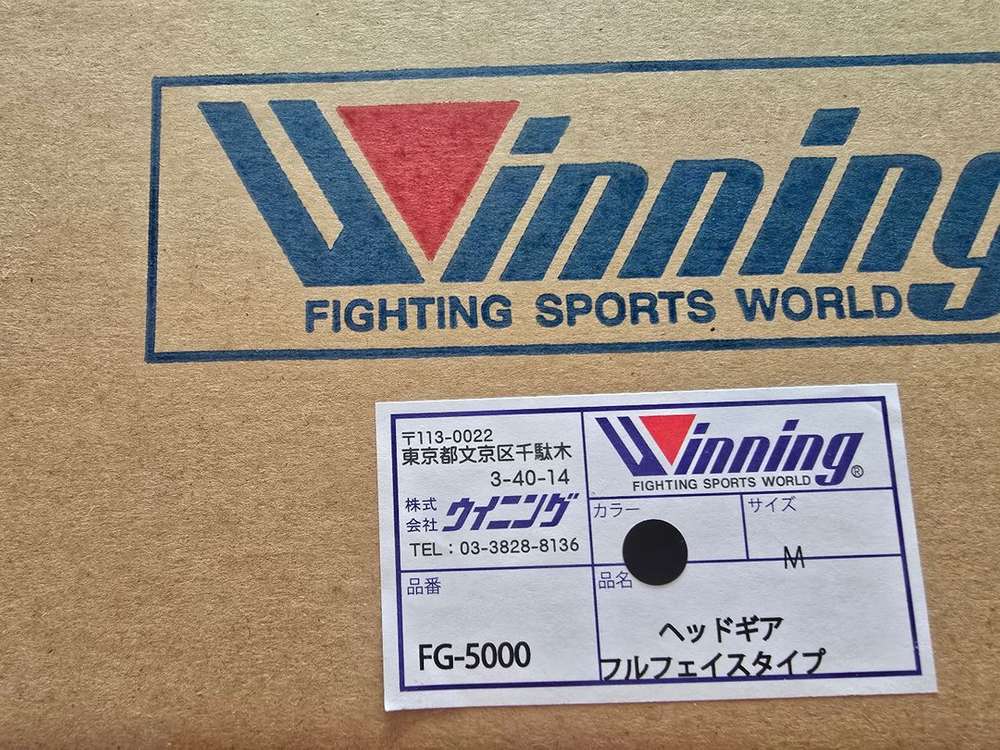 Winning
FIGHTING SPORTS WORLD
〒113-0022
東京都文京区千駄木
3-40-14
株式会社 ウイニング
TEL：03-3828-8136
Winning®
FIGHTING SPORTS WORLD
カラー
サイズ
M
品番
FG-5000
品名
ヘッドギア
フルフェイスタイプ